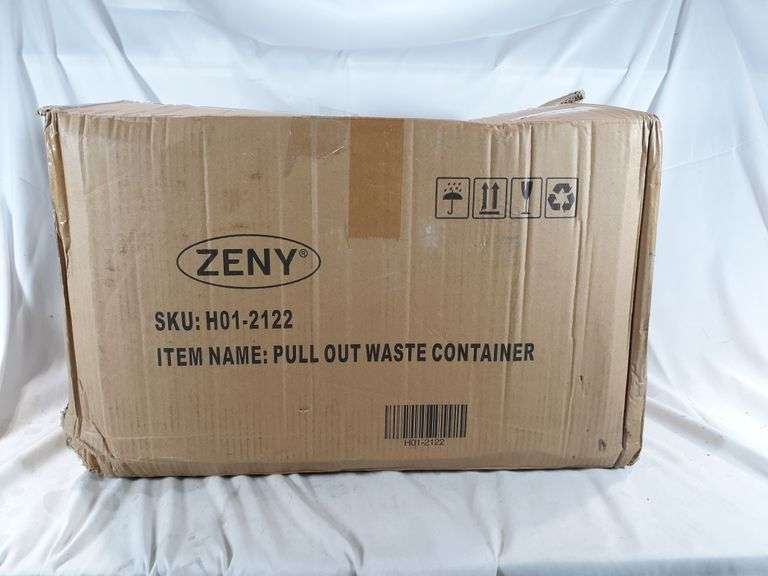 ZENY®
SKU: H01-2122
ITEM NAME: PULL OUT WASTE CONTAINER
H01-2122